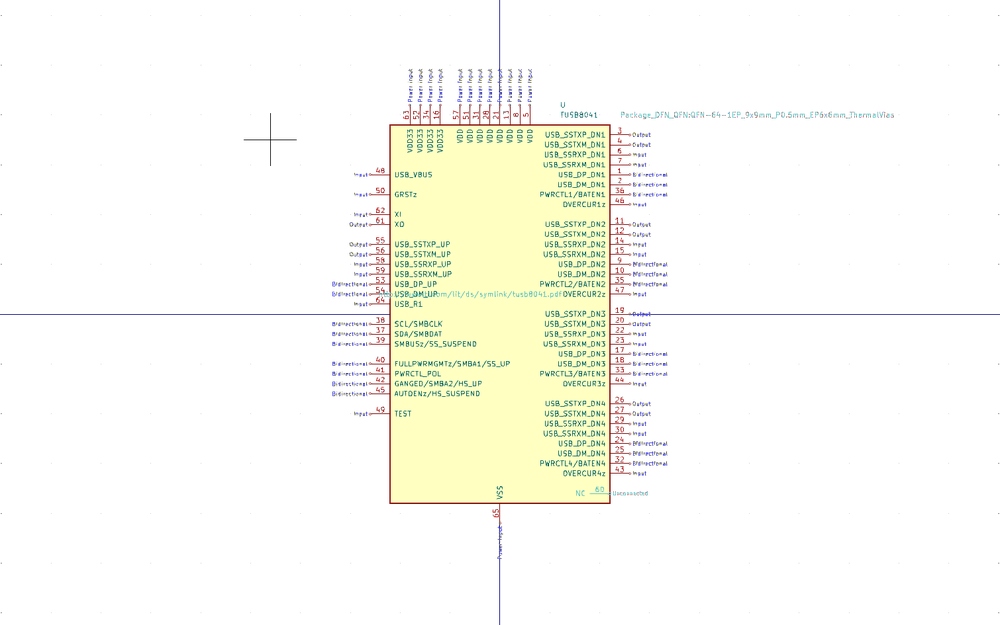 Power Input Power Input Power Input Power Input Power Input Power Input Power Input Power Input Power Input Power Input Power Input Power Input
63 52 34 16 57 51 31 28 21 13 8 5
VDD33 VDD33 VDD33 VDD33 VDD VDD VDD VDD VDD VDD VDD VDD
U
TUSB8041
Package_DFN_QFN:QFN-64-1EP_9x9mm_P0.5mm_EP6x6mm_ThermalVias
Input 48 USB_VBUS
Input 50 GRSTz
Input 62 XI
Output 61 XO
Output 55 USB_SSTXP_UP
Output 56 USB_SSTXM_UP
Input 58 USB_SSRXP_UP
Input 59 USB_SSRXM_UP
Bidirectional 53 USB_DP_UP
Bidirectional 54 USB_DM_UP
.com/lit/ds/symlink/tusb8041.pdf
Input 64 USB_R1
Bidirectional 38 SCL/SMBCLK
Bidirectional 37 SDA/SMBDAT
Bidirectional 39 SMBUSz/SS_SUSPEND
Bidirectional 40 FULLPWRMGMTz/SMBA1/SS_UP
Bidirectional 41 PWRCTL_POL
Bidirectional 42 GANGED/SMBA2/HS_UP
Bidirectional 45 AUTOENz/HS_SUSPEND
Input 49 TEST
USB_SSTXP_DN1 3 Output
USB_SSTXM_DN1 4 Output
USB_SSRXP_DN1 6 Input
USB_SSRXM_DN1 7 Input
USB_DP_DN1 1 Bidirectional
USB_DM_DN1 2 Bidirectional
PWRCTL1/BATEN1 36 Bidirectional
OVERCUR1z 46 Input
USB_SSTXP_DN2 11 Output
USB_SSTXM_DN2 12 Output
USB_SSRXP_DN2 14 Input
USB_SSRXM_DN2 15 Input
USB_DP_DN2 9 Bidirectional
USB_DM_DN2 10 Bidirectional
PWRCTL2/BATEN2 35 Bidirectional
OVERCUR2z 47 Input
USB_SSTXP_DN3 19 Output
USB_SSTXM_DN3 20 Output
USB_SSRXP_DN3 22 Input
USB_SSRXM_DN3 23 Input
USB_DP_DN3 17 Bidirectional
USB_DM_DN3 18 Bidirectional
PWRCTL3/BATEN3 33 Bidirectional
OVERCUR3z 44 Input
USB_SSTXP_DN4 26 Output
USB_SSTXM_DN4 27 Output
USB_SSRXP_DN4 29 Input
USB_SSRXM_DN4 30 Input
USB_DP_DN4 24 Bidirectional
USB_DM_DN4 25 Bidirectional
PWRCTL4/BATEN4 32 Bidirectional
OVERCUR4z 43 Input
NC 60 Unconnected
VSS
65
Power Input